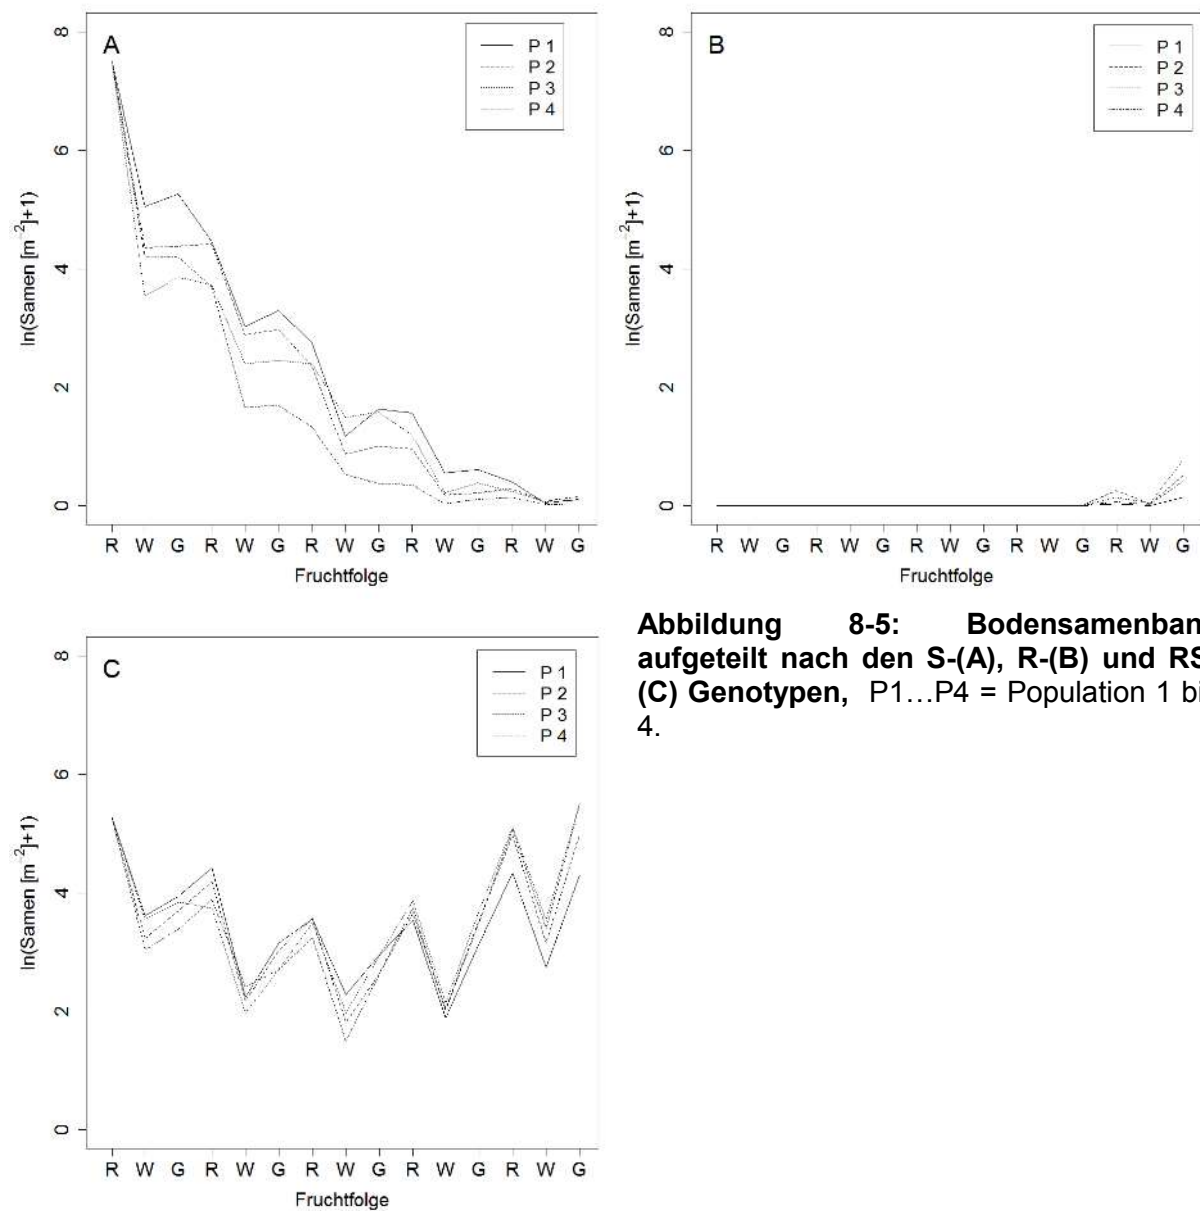 A
P 1
P 2
P 3
P 4
8
6
4
2
0
ln(Samen [m⁻²]+1)
R W G R W G R W G R W G R W G
Fruchtfolge
B
P 1
P 2
P 3
P 4
8
6
4
2
0
ln(Samen [m⁻²]+1)
R W G R W G R W G R W G R W G
Fruchtfolge
C
P 1
P 2
P 3
P 4
8
6
4
2
0
ln(Samen [m⁻²]+1)
R W G R W G R W G R W G R W G
Fruchtfolge
Abbildung 8-5: Bodensamenban
aufgeteilt nach den S-(A), R-(B) und RS
(C) Genotypen, P1…P4 = Population 1 bi
4.